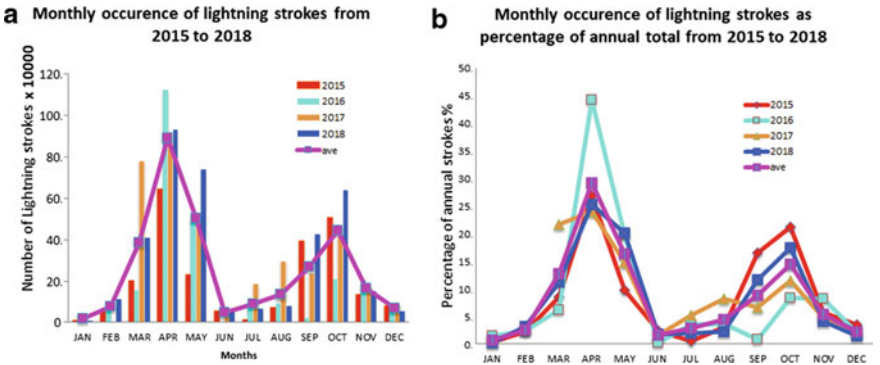 a
Monthly occurence of lightning strokes from
2015 to 2018
Number of Lightning strokes x 10000
120.
100.
80.
60.
40.
20.
0.
2015
2016
2017
2018
ave
JAN FEB MAR APR MAY JUN JUL AUG SEP OCT NOV DEC
Months
b
Monthly occurence of lightning strokes as
percentage of annual total from 2015 to 2018
Percentage of annual strokes %
50.
45.
40.
35.
30.
25.
20.
15.
10.
5.
0.
2015
2016
2017
2018
ave
JAN FEB MAR APR MAY JUN JUL AUG SEP OCT NOV DEC